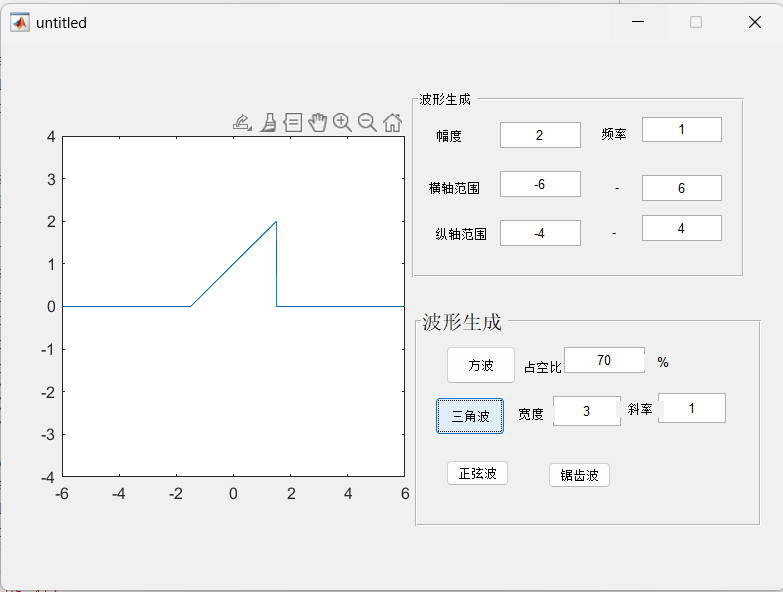 untitled
4
3
2
1
0
-1
-2
-3
-4
-6 -4 -2 0 2 4 6
波形生成
幅度 2 频率 1
横轴范围 -6 - 6
纵轴范围 -4 - 4
波形生成
方波 占空比 70 %
三角波 宽度 3 斜率 1
正弦波 锯齿波